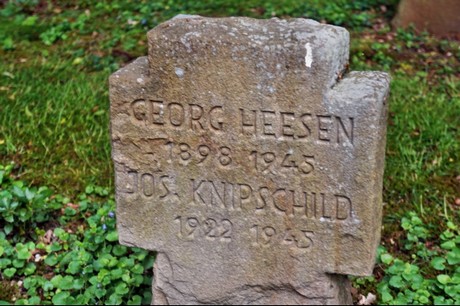 GEORG HEESEN
1898 1945
JOS. KNIPSCHILD
1922 1945